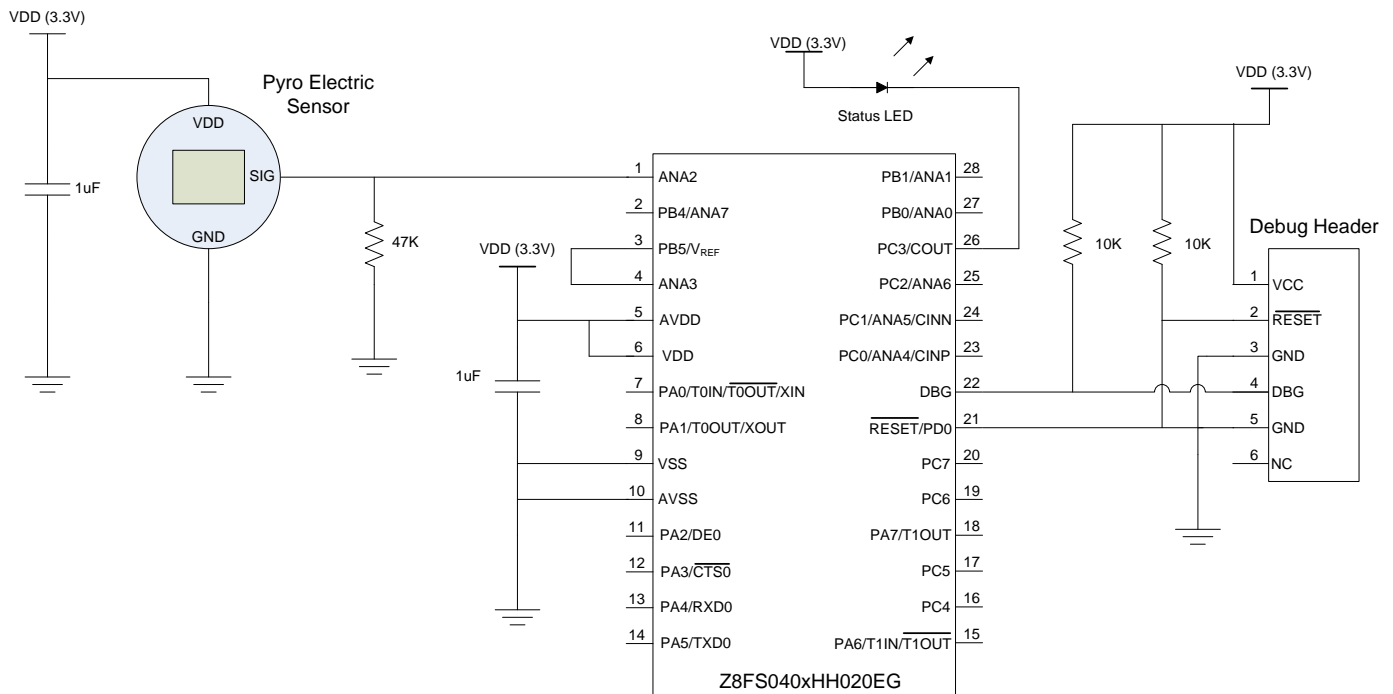 VDD (3.3V)
Pyro Electric
Sensor
VDD
SIG
GND
1uF
47K
VDD (3.3V)
1uF
VDD (3.3V)
Status LED
VDD (3.3V)
10K
10K
Debug Header
1 VCC
2 RESET
3 GND
4 DBG
5 GND
6 NC
1 ANA2
2 PB4/ANA7
3 PB5/VREF
4 ANA3
5 AVDD
6 VDD
7 PA0/T0IN/T0OUT/XIN
8 PA1/T0OUT/XOUT
9 VSS
10 AVSS
11 PA2/DE0
12 PA3/CTS0
13 PA4/RXD0
14 PA5/TXD0
PB1/ANA1 28
PB0/ANA0 27
PC3/COUT 26
PC2/ANA6 25
PC1/ANA5/CINN 24
PC0/ANA4/CINP 23
DBG 22
RESET/PD0 21
PC7 20
PC6 19
PA7/T1OUT 18
PC5 17
PC4 16
PA6/T1IN/T1OUT 15
Z8FS040xHH020EG